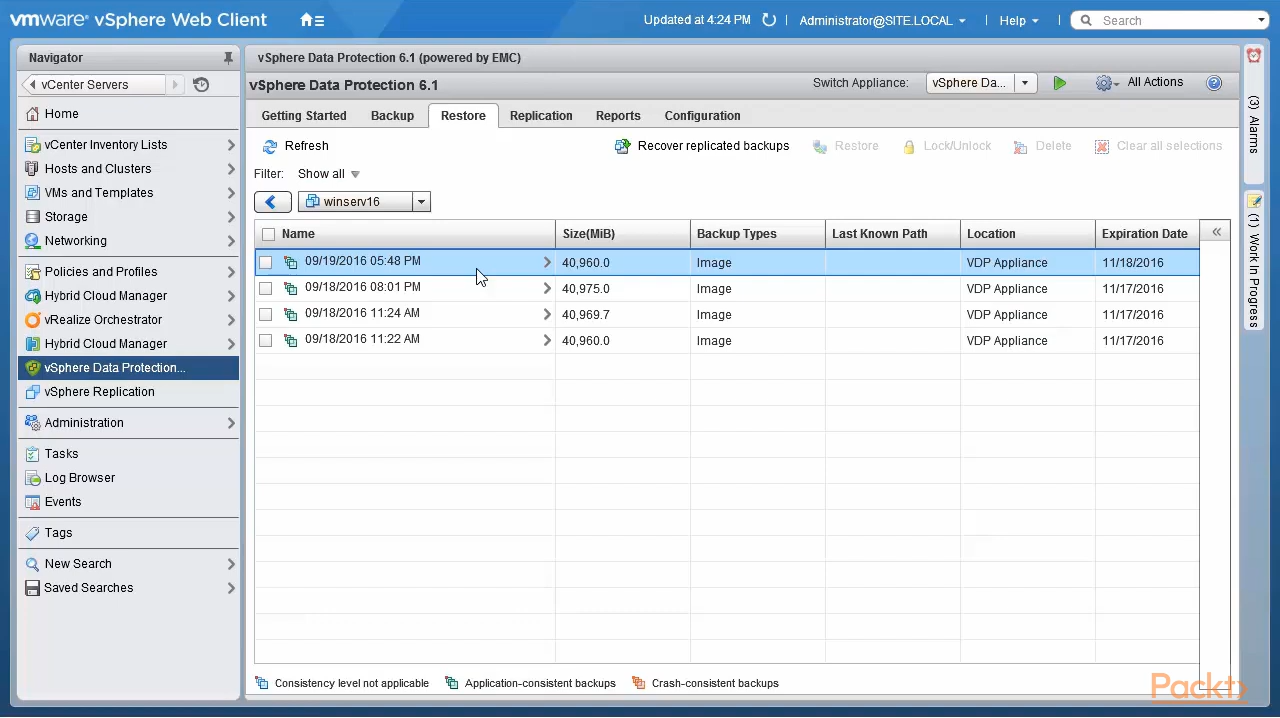 vmware® vSphere Web Client
Updated at 4:24 PM
Administrator@SITE.LOCAL
Help
Search
Navigator
vCenter Servers
Home
vCenter Inventory Lists
Hosts and Clusters
VMs and Templates
Storage
Networking
Policies and Profiles
Hybrid Cloud Manager
vRealize Orchestrator
Hybrid Cloud Manager
vSphere Data Protection...
vSphere Replication
Administration
Tasks
Log Browser
Events
Tags
New Search
Saved Searches
vSphere Data Protection 6.1 (powered by EMC)
vSphere Data Protection 6.1
Switch Appliance: vSphere Da... All Actions
Getting Started Backup Restore Replication Reports Configuration
Refresh Recover replicated backups Restore Lock/Unlock Delete Clear all selections
Filter: Show all
winserv16
Name Size(MiB) Backup Types Last Known Path Location Expiration Date
09/19/2016 05:48 PM 40,960.0 Image VDP Appliance 11/18/2016
09/18/2016 08:01 PM 40,975.0 Image VDP Appliance 11/17/2016
09/18/2016 11:24 AM 40,969.7 Image VDP Appliance 11/17/2016
09/18/2016 11:22 AM 40,960.0 Image VDP Appliance 11/17/2016
Consistency level not applicable Application-consistent backups Crash-consistent backups
(3) Alarms
(1) Work In Progress
Packt